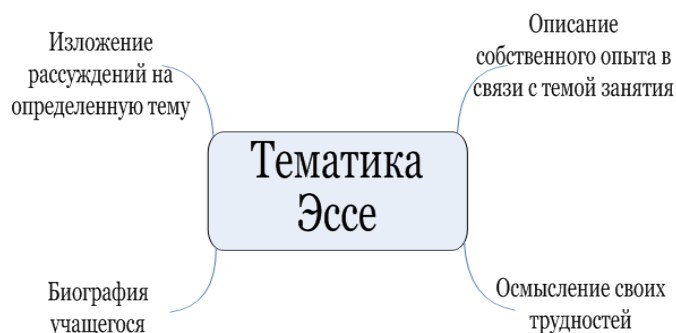 Изложение
рассуждений на
определенную тему
Описание
собственного опыта в
связи с темой занятия
Тематика
Эссе
Биография
учащегося
Осмысление своих
трудностей